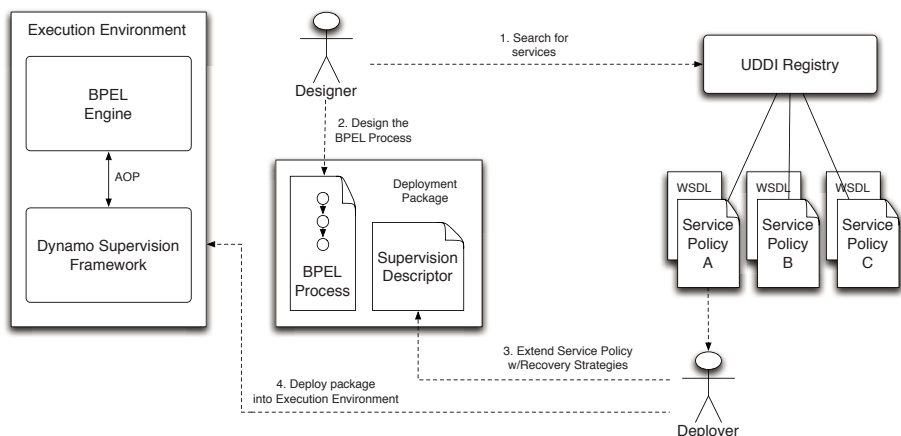 Execution Environment
BPEL
Engine
AOP
Dynamo Supervision
Framework
Designer
1. Search for
services
UDDI Registry
2. Design the
BPEL Process
Deployment
Package
BPEL
Process
Supervision
Descriptor
WSDL
Service
Policy
A
WSDL
Service
Policy
B
WSDL
Service
Policy
C
3. Extend Service Policy
w/Recovery Strategies
4. Deploy package
into Execution Environment
Deployer